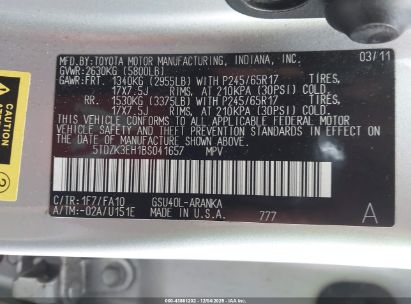 MFD.BY:TOYOTA MOTOR MANUFACTURING, INDIANA, INC. 03/11
GVWR:2630KG (5800LB)
GAWR:FRT. 1340KG (2955LB) WITH P245/65R17 TIRES,
17X7.5J RIMS, AT 210KPA (30PSI) COLD.
RR. 1530KG (3375LB) WITH P245/65R17 TIRES,
17X7.5J RIMS, AT 210KPA (30PSI) COLD.
THIS VEHICLE CONFORMS TO ALL APPLICABLE FEDERAL MOTOR
VEHICLE SAFETY AND THEFT PREVENTION STANDARDS IN EFFECT ON
THE DATE OF MANUFACTURE SHOWN ABOVE.
5TDZK3EH1BS041657 MPV
C/TR:1F7/FA10 GSU40L-ARANKA
A/TM:-02A/U151E MADE IN U.S.A. 777 A
2